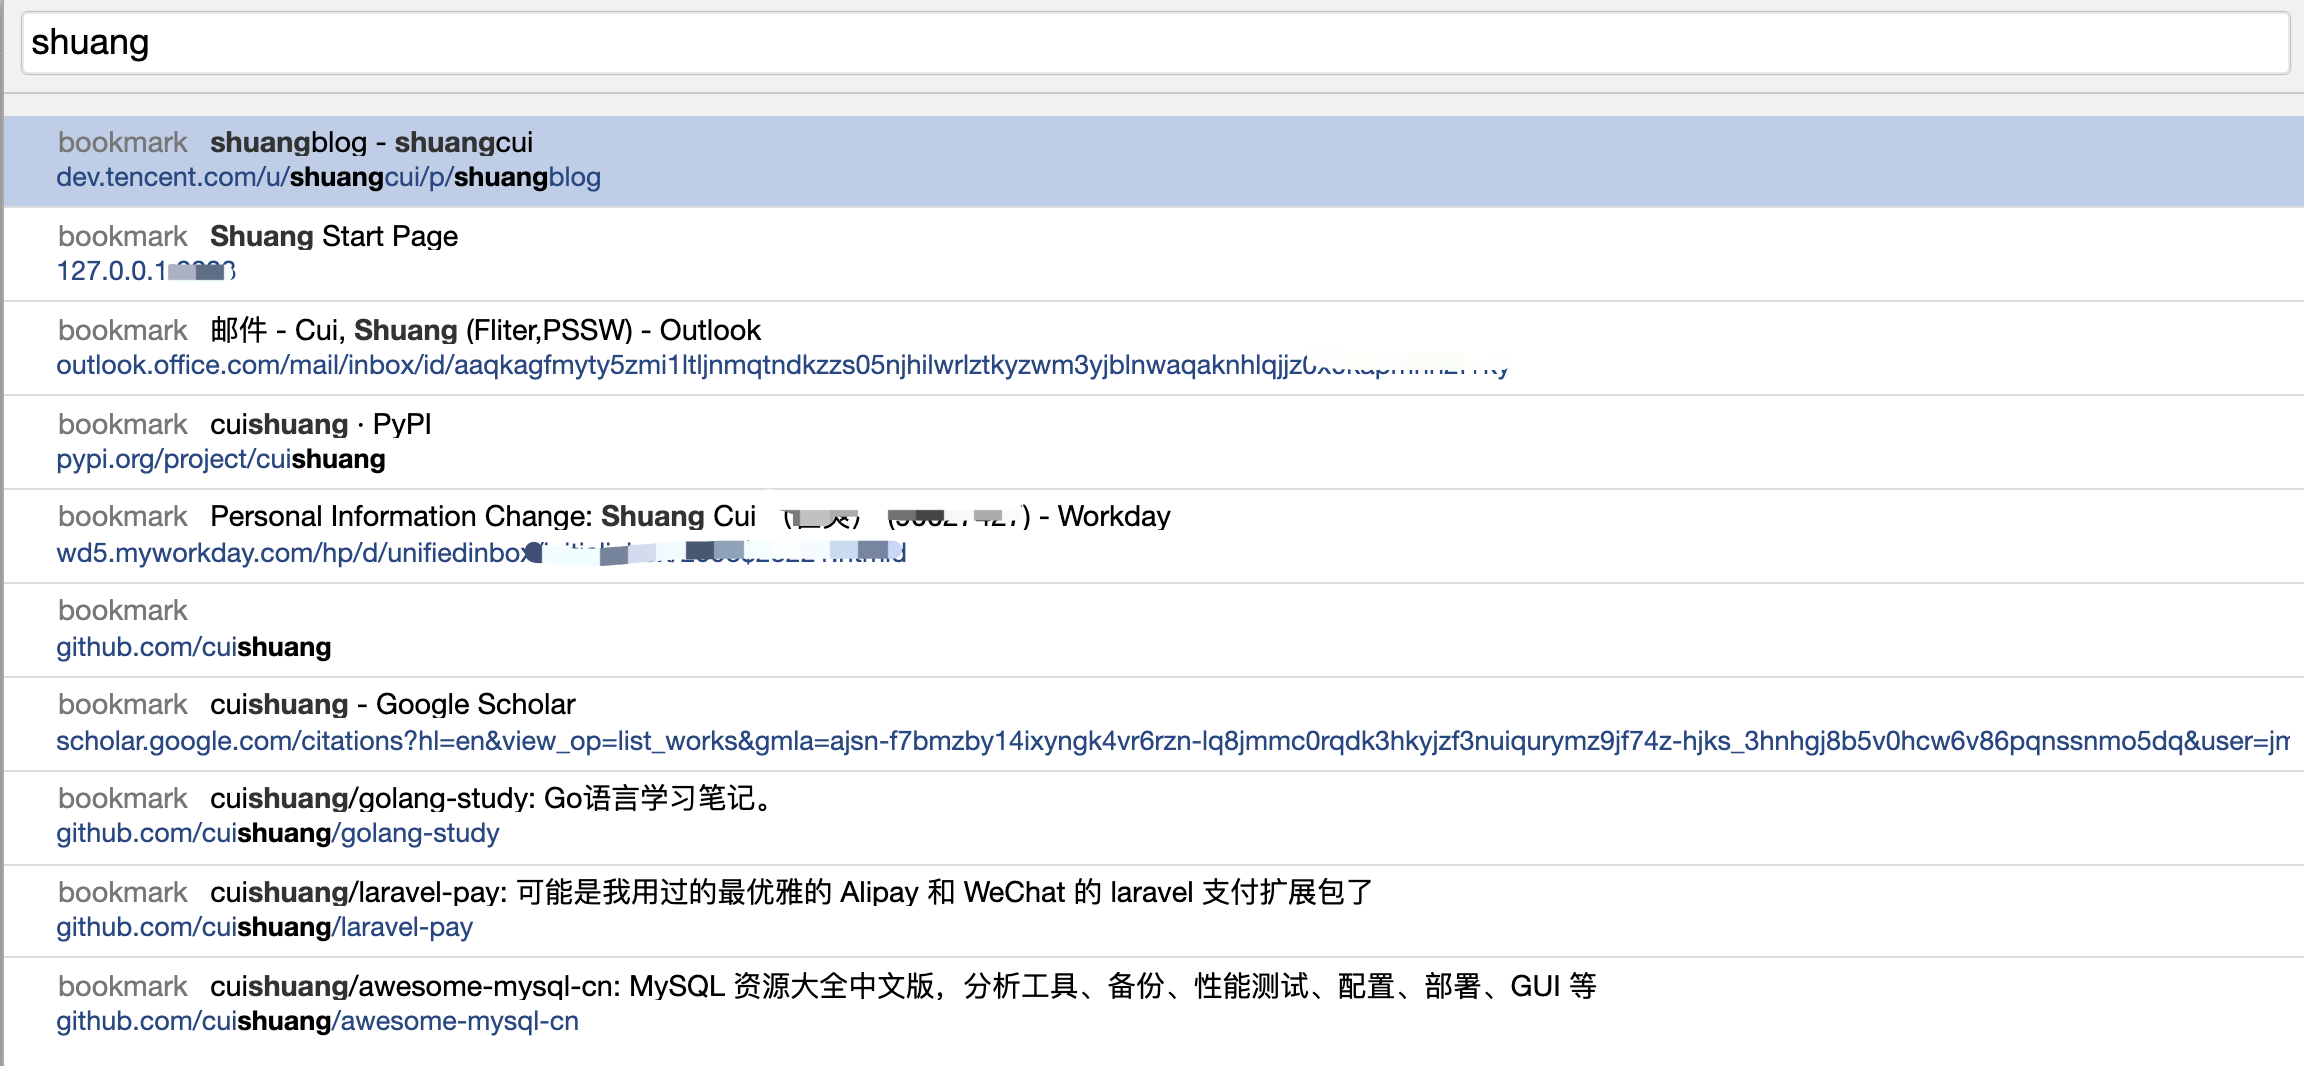 shuang
bookmark shuangblog - shuangcui
dev.tencent.com/u/shuangcui/p/shuangblog
bookmark Shuang Start Page
127.0.0.1
bookmark 邮件 - Cui, Shuang (Fliter,PSSW) - Outlook
outlook.office.com/mail/inbox/id/aaqkagfmyty5zmi1ltljnmqtndkzzs05njhilwrlztkyzwm3yjblnwaqaknhlqjjz
bookmark cuishuang · PyPI
pypi.org/project/cuishuang
bookmark Personal Information Change: Shuang Cui - Workday
wd5.myworkday.com/hp/d/unifiedinbox
bookmark
github.com/cuishuang
bookmark cuishuang - Google Scholar
scholar.google.com/citations?hl=en&view_op=list_works&gmla=ajsn-f7bmzby14ixyngk4vr6rzn-lq8jmmc0rqdk3hkyjzf3nuiqurymz9jf74z-hjks_3hnhgj8b5v0hcw6v86pqnssnmo5dq&user=jm
bookmark cuishuang/golang-study: Go语言学习笔记。
github.com/cuishuang/golang-study
bookmark cuishuang/laravel-pay: 可能是我用过的最优雅的 Alipay 和 WeChat 的 laravel 支付扩展包了
github.com/cuishuang/laravel-pay
bookmark cuishuang/awesome-mysql-cn: MySQL 资源大全中文版，分析工具、备份、性能测试、配置、部署、GUI 等
github.com/cuishuang/awesome-mysql-cn